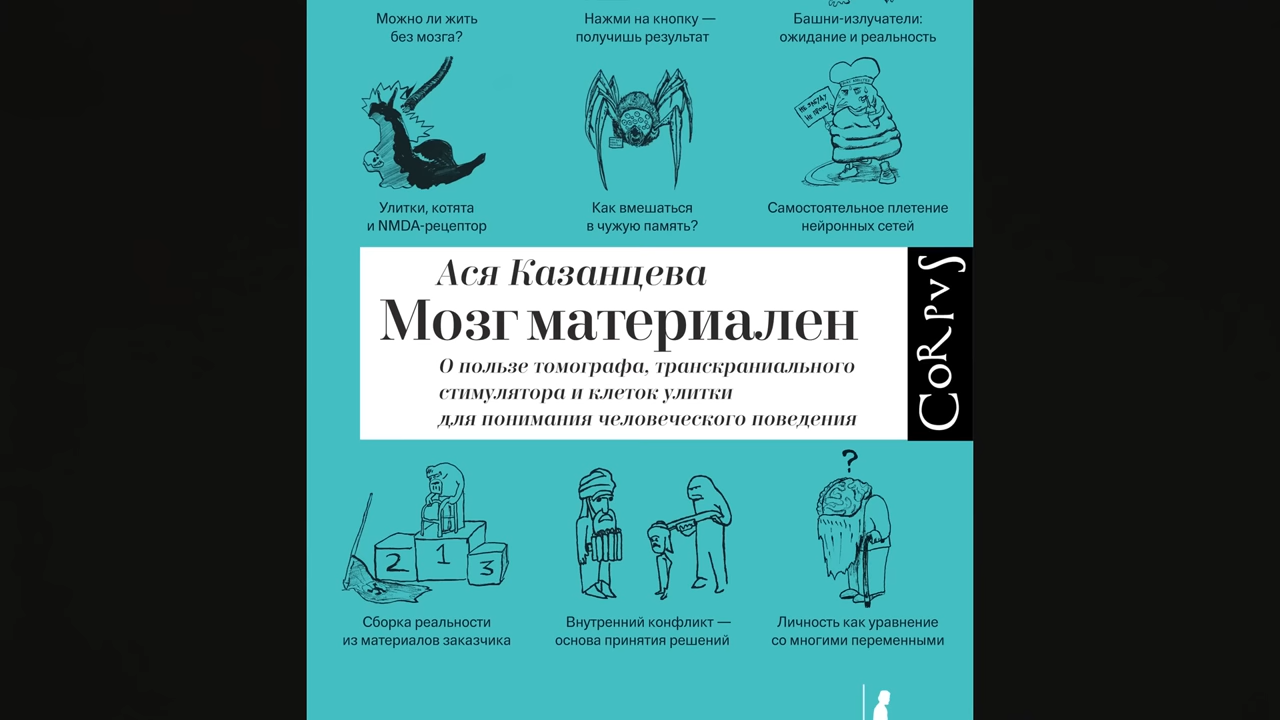 Можно ли жить
без мозга?
Нажми на кнопку —
получишь результат
Башни-излучатели:
ожидание и реальность
НЕ ЗНЕТДА!
Улитки, котята
и NMDA-рецептор
Как вмешаться
в чужую память?
Самостоятельное плетение
нейронных сетей
Ася Казанцева
Мозг материален
О пользе томографа, транскраниального
стимулятора и клеток улитки
для понимания человеческого поведения
CORPVS
?
2
1
3
Сборка реальности
из материалов заказчика
Внутренний конфликт —
основа принятия решений
Личность как уравнение
со многими переменными